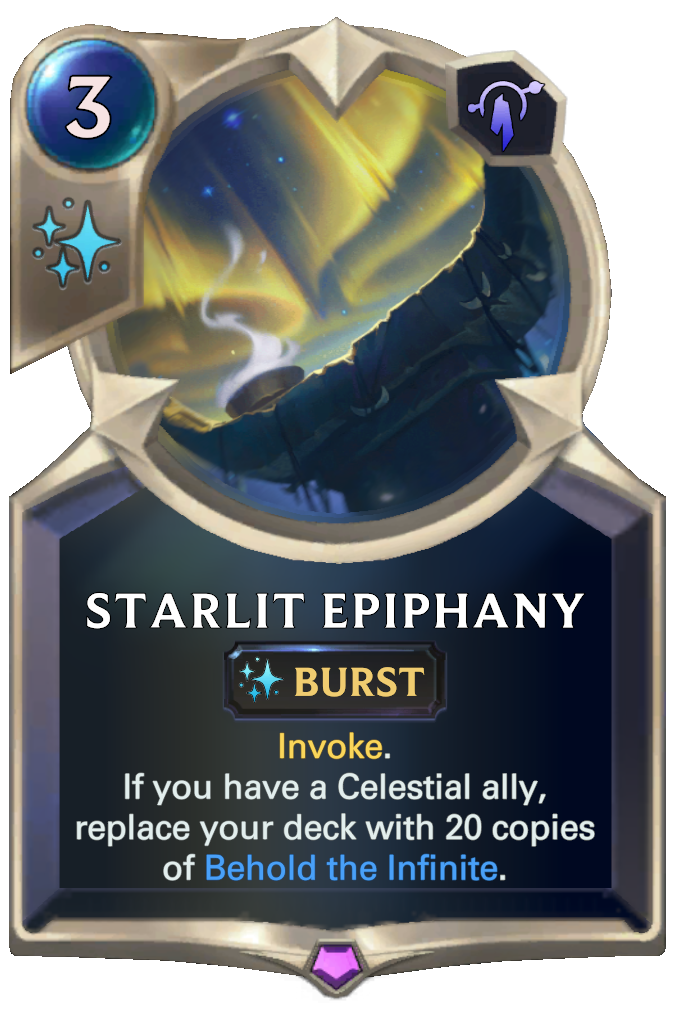 3
STARLIT EPIPHANY
BURST
Invoke.
If you have a Celestial ally,
replace your deck with 20 copies
of Behold the Infinite.